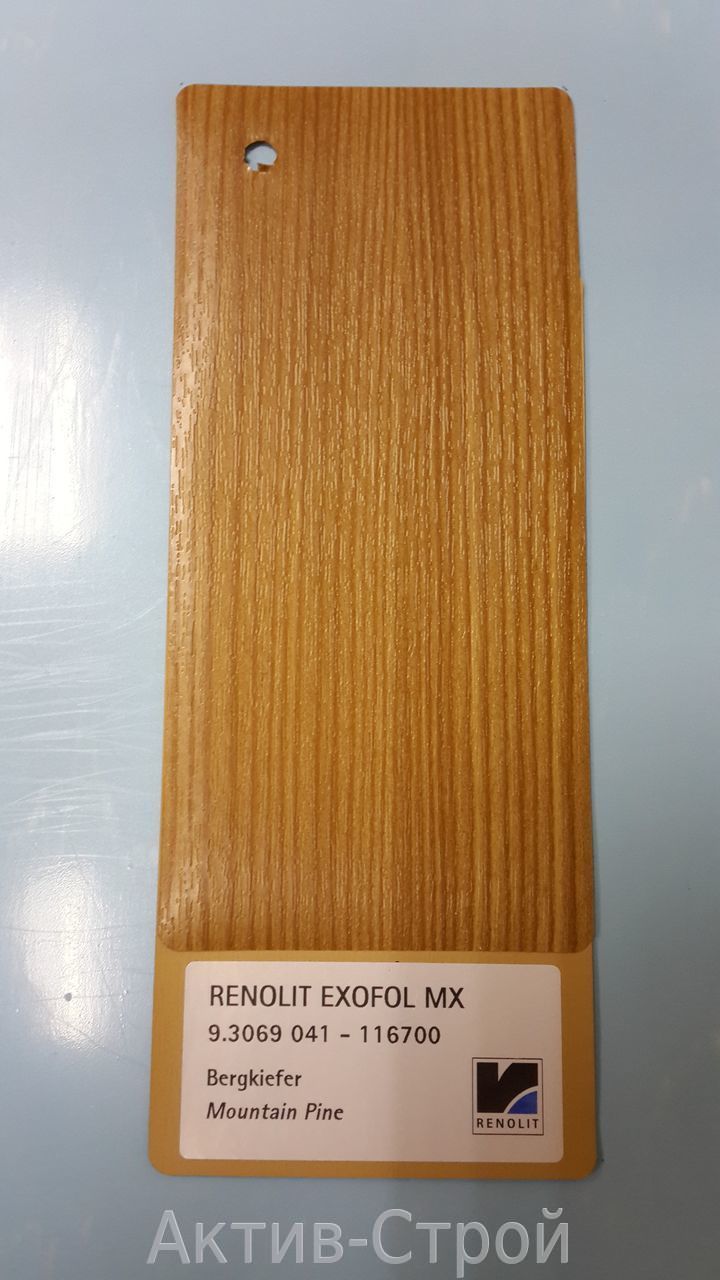 RENOLIT EXOFOL MX
9.3069 041 - 116700
Bergkiefer
Mountain Pine
RENOLIT
Актив-Строй